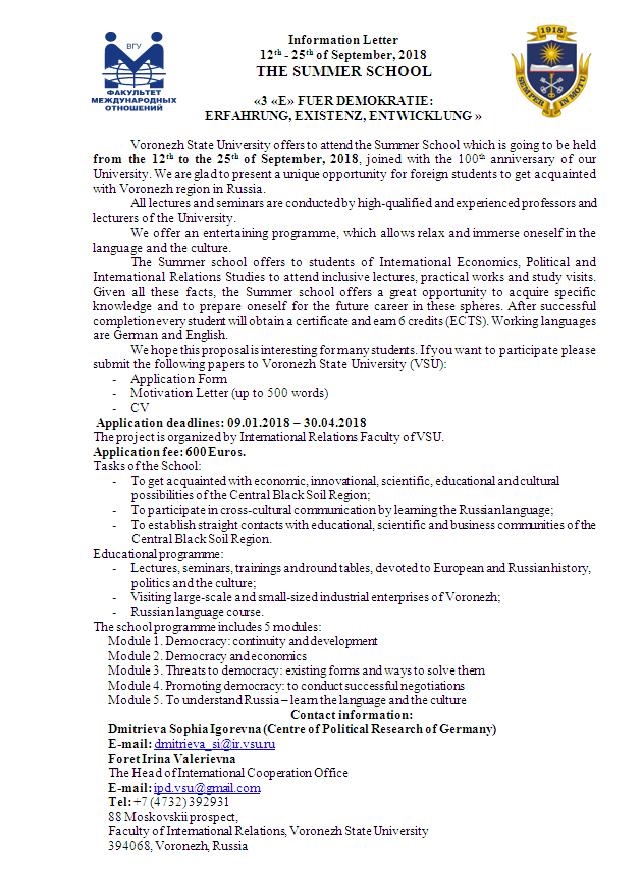 ВГУ
ФАКУЛЬТЕТ
МЕЖДУНАРОДНЫХ
ОТНОШЕНИЙ
1918
SEMPER IN MOTU
Information Letter
12th - 25th of September, 2018
THE SUMMER SCHOOL
«3 «E» FUER DEMOKRATIE:
ERFAHRUNG, EXISTENZ, ENTWICKLUNG »
Voronezh State University offers to attend the Summer School which is going to be held
from the 12th to the 25th of September, 2018, joined with the 100th anniversary of our
University. We are glad to present a unique opportunity for foreign students to get acquainted
with Voronezh region in Russia.
All lectures and seminars are conducted by high-qualified and experienced professors and
lecturers of the University.
We offer an entertaining programme, which allows relax and immerse oneself in the
language and the culture.
The Summer school offers to students of International Economics, Political and
International Relations Studies to attend inclusive lectures, practical works and study visits.
Given all these facts, the Summer school offers a great opportunity to acquire specific
knowledge and to prepare oneself for the future career in these spheres. After successful
completion every student will obtain a certificate and earn 6 credits (ECTS). Working languages
are German and English.
We hope this proposal is interesting for many students. If you want to participate please
submit the following papers to Voronezh State University (VSU):
- Application Form
- Motivation Letter (up to 500 words)
- CV
Application deadlines: 09.01.2018 – 30.04.2018
The project is organized by International Relations Faculty of VSU.
Application fee: 600 Euros.
Tasks of the School:
- To get acquainted with economic, innovational, scientific, educational and cultural
possibilities of the Central Black Soil Region;
- To participate in cross-cultural communication by learning the Russian language;
- To establish straight contacts with educational, scientific and business communities of the
Central Black Soil Region.
Educational programme:
- Lectures, seminars, trainings and round tables, devoted to European and Russian history,
politics and the culture;
- Visiting large-scale and small-sized industrial enterprises of Voronezh;
- Russian language course.
The school programme includes 5 modules:
Module 1. Democracy: continuity and development
Module 2. Democracy and economics
Module 3. Threats to democracy: existing forms and ways to solve them
Module 4. Promoting democracy: to conduct successful negotiations
Module 5. To understand Russia – learn the language and the culture
Contact information:
Dmitrieva Sophia Igorevna (Centre of Political Research of Germany)
E-mail: dmitrieva_si@ir.vsu.ru
Foret Irina Valerievna
The Head of International Cooperation Office
E-mail: ipd.vsu@gmail.com
Tel: +7 (4732) 392931
88 Moskovskii prospect,
Faculty of International Relations, Voronezh State University
394068, Voronezh, Russia